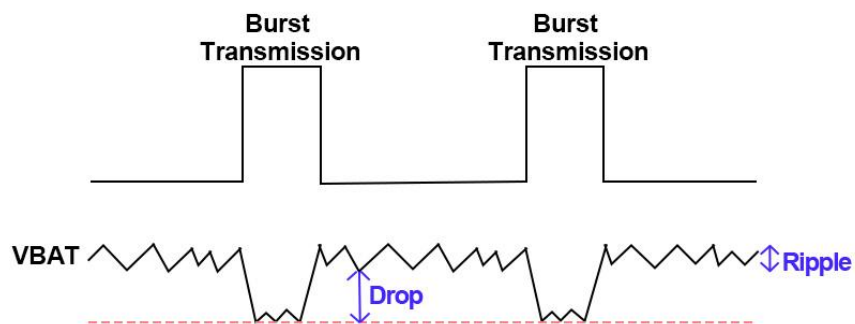 Burst
Transmission
Burst
Transmission
VBAT
Ripple
Drop